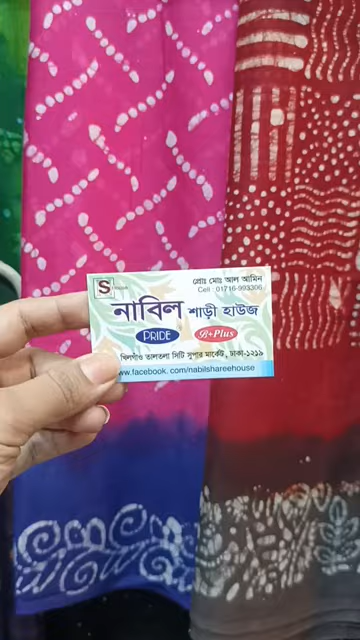 S
প্রোঃ মোঃ আল আমিন
Cell : 01716-993306
নাবিল শাড়ী হাউজ
PRIDE B+Plus
খিলগাঁও তালতলা সিটি সুপার মার্কেট, ঢাকা-১২১৯
www.facebook.com/nabilshareehouse